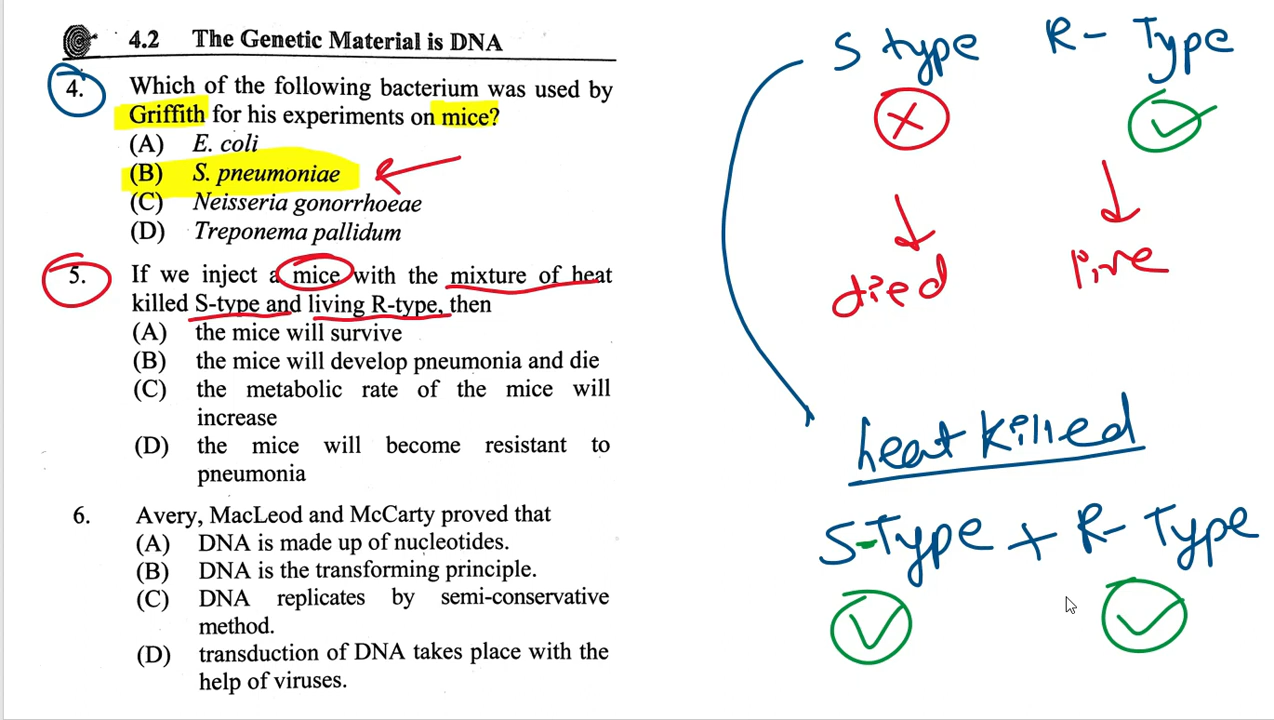 4.2 The Genetic Material is DNA
4. Which of the following bacterium was used by
Griffith for his experiments on mice?
(A) E. coli
(B) S. pneumoniae
(C) Neisseria gonorrhoeae
(D) Treponema pallidum
5. If we inject a mice with the mixture of heat
killed S-type and living R-type, then
(A) the mice will survive
(B) the mice will develop pneumonia and die
(C) the metabolic rate of the mice will
increase
(D) the mice will become resistant to
pneumonia
6. Avery, MacLeod and McCarty proved that
(A) DNA is made up of nucleotides.
(B) DNA is the transforming principle.
(C) DNA replicates by semi-conservative
method.
(D) transduction of DNA takes place with the
help of viruses.
S type R- Type
died live
heat killed
S-Type + R- Type